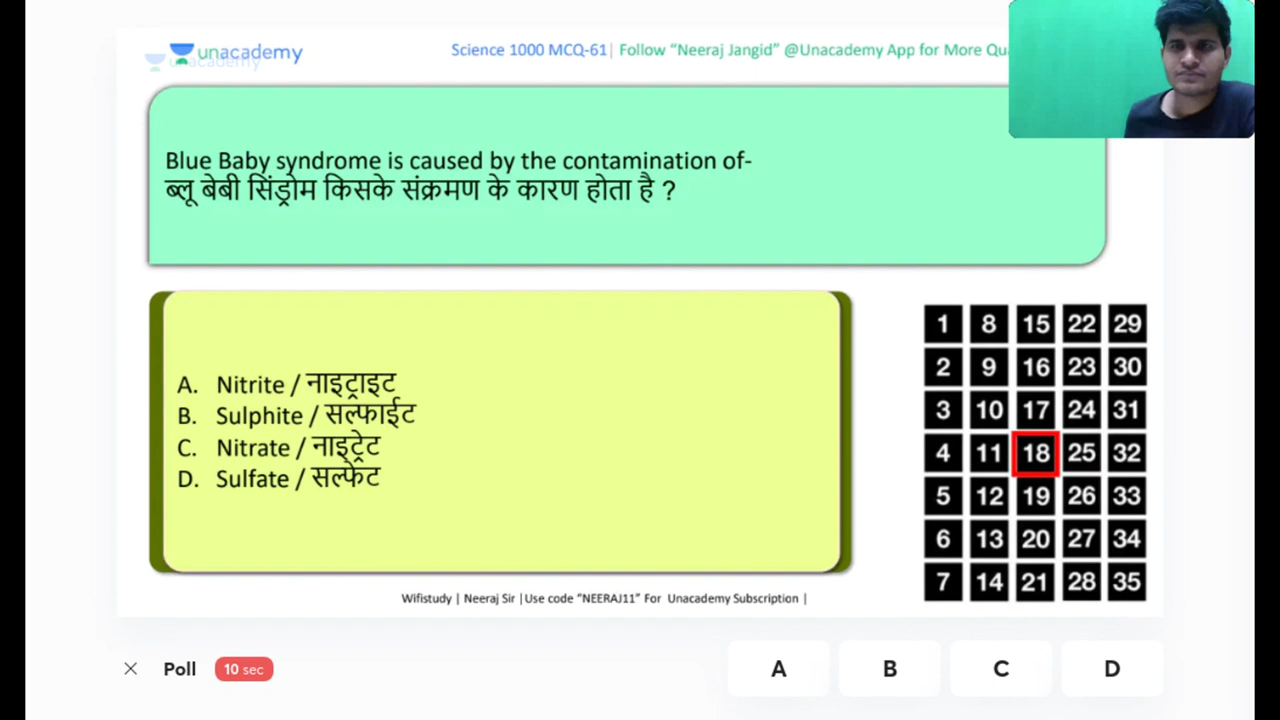 unacademy
unacademy
Science 1000 MCQ-61| Follow “Neeraj Jangid” @Unacademy App for More
Blue Baby syndrome is caused by the contamination of-
ब्लू बेबी सिंड्रोम किसके संक्रमण के कारण होता है ?
A. Nitrite / नाइट्राइट
B. Sulphite / सल्फाईट
C. Nitrate / नाइट्रेट
D. Sulfate / सल्फेट
1 8 15 22 29
2 9 16 23 30
3 10 17 24 31
4 11 18 25 32
5 12 19 26 33
6 13 20 27 34
7 14 21 28 35
Wifistudy | Neeraj Sir |Use code “NEERAJ11” For Unacademy Subscription |
Poll 10 sec A B C D